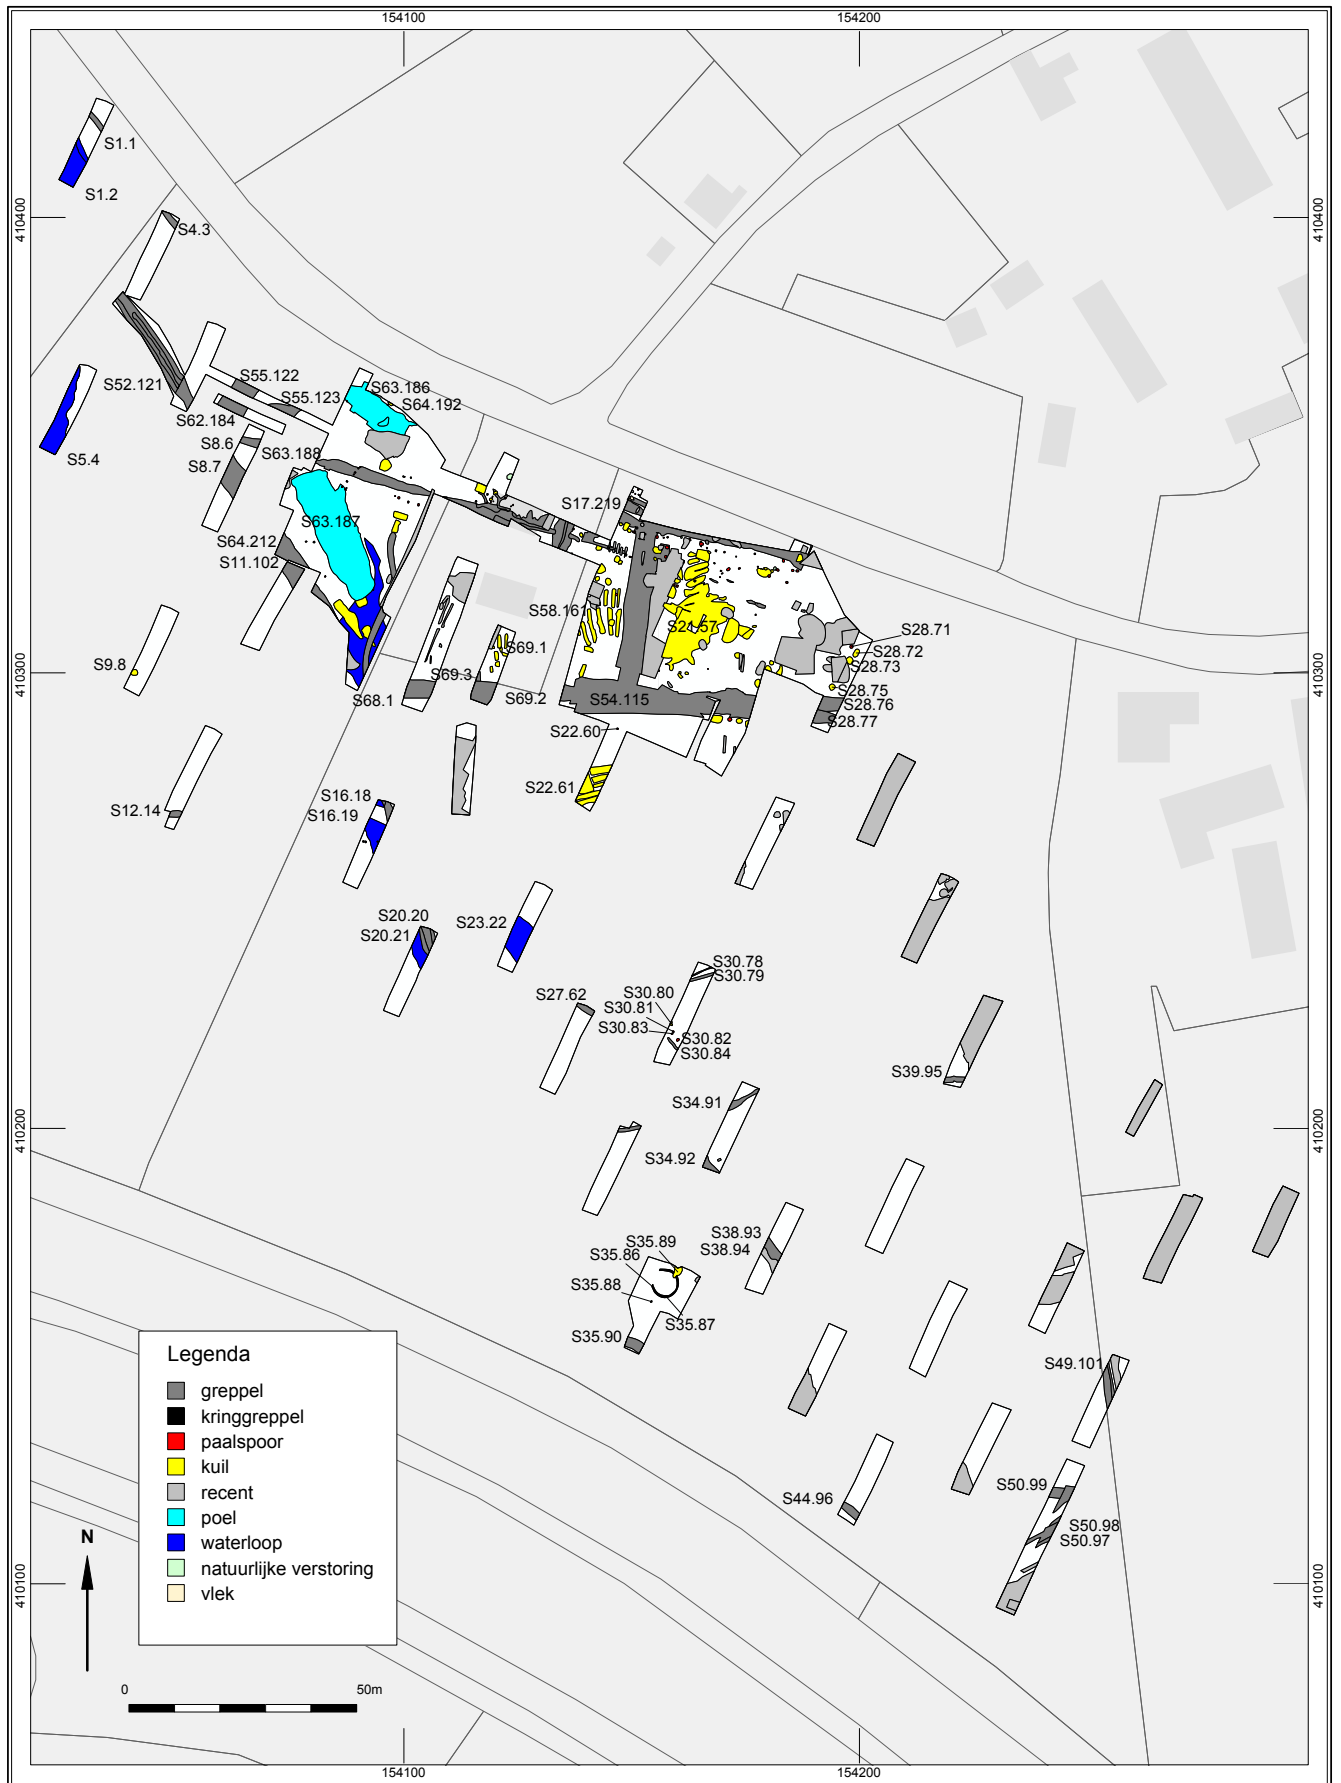 154100
154200
410400
410400
S1.1
S1.2
S4.3
S52.121
S55.122
S55.123
S63.186
S64.192
S62.184
S8.6
S63.188
S8.7
S5.4
S63.187
S17.219
S64.212
S11.102
S58.161
S28.71
S28.72
S28.73
S28.75
S28.76
S28.77
S9.8
S69.1
S69.3
S69.2
S68.1
S54.115
S22.60
410300
410300
S22.61
S12.14
S16.18
S16.19
S20.20
S20.21
S23.22
S27.62
S30.78
S30.79
S30.80
S30.81
S30.83
S30.82
S30.84
S39.95
S34.91
S34.92
410200
410200
S38.93
S38.94
S35.89
S35.86
S35.88
S35.87
S35.90
S49.101
S44.96
S50.99
S50.98
S50.97
410100
410100
Legenda
greppel
kringgreppel
paalspoor
kuil
recent
poel
waterloop
natuurlijke verstoring
vlek
N
0 50m
154100
154200